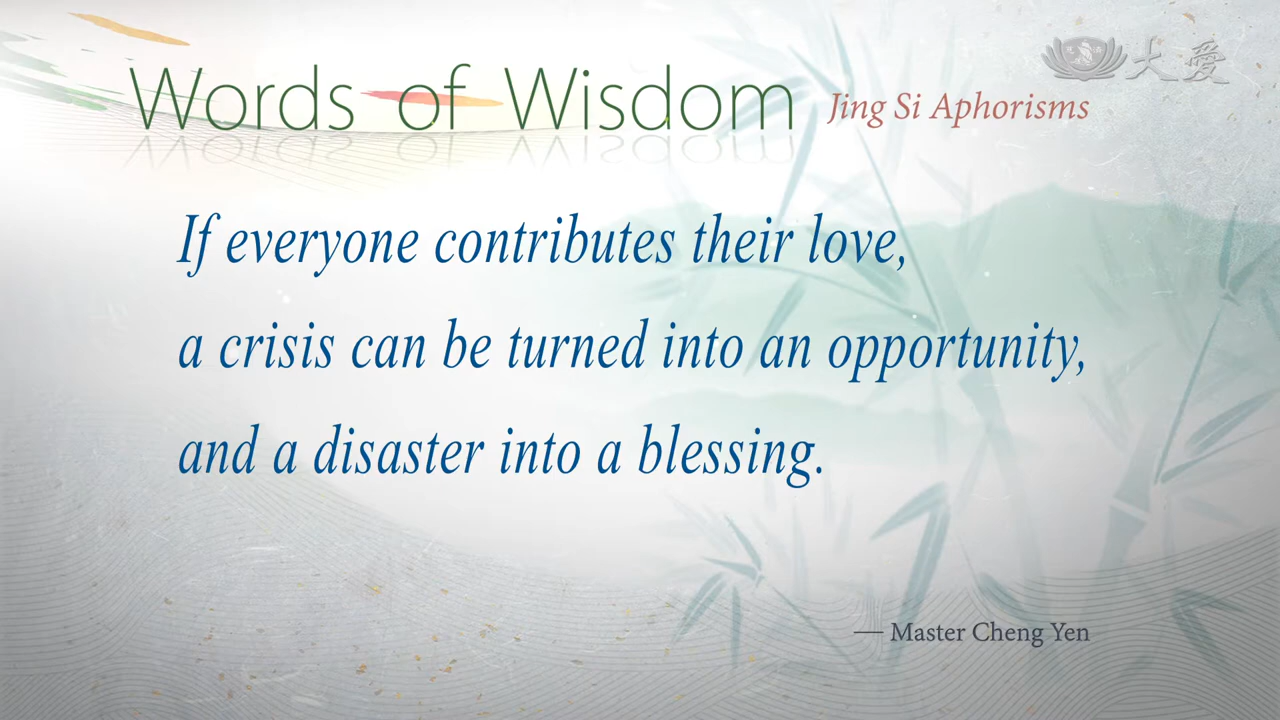 Words of Wisdom Jing Si Aphorisms
大愛
If everyone contributes their love,
a crisis can be turned into an opportunity,
and a disaster into a blessing.
— Master Cheng Yen